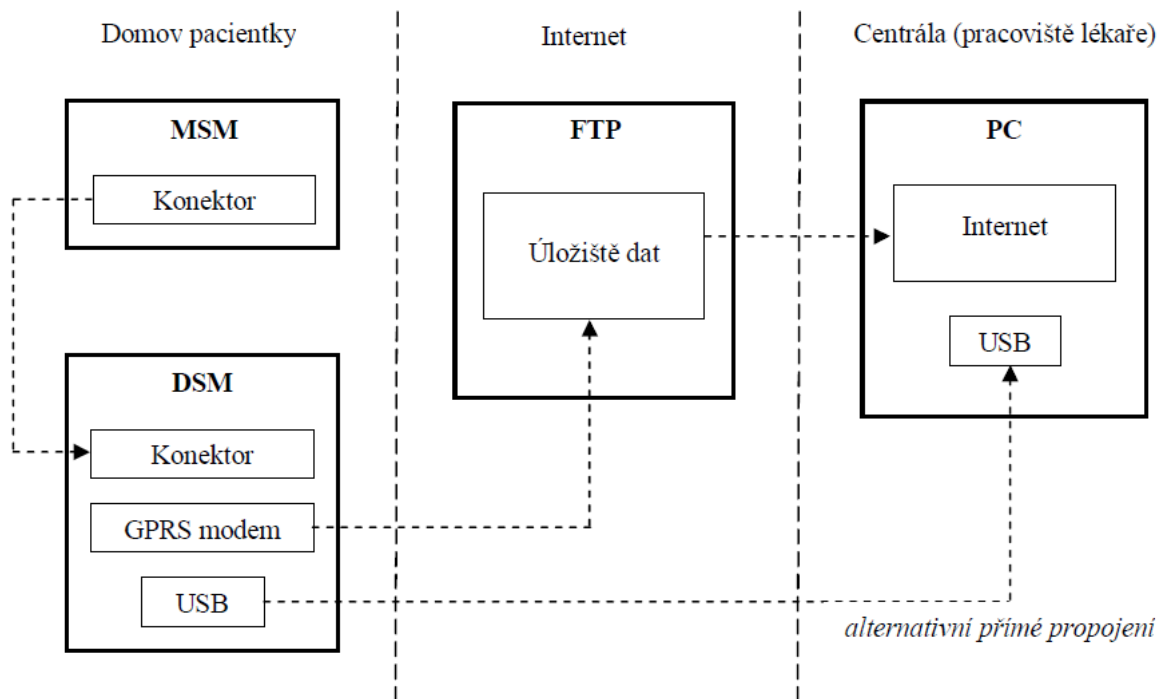 Domov pacientky
Internet
Centrála (pracoviště lékaře)
MSM
Konektor
FTP
Úložiště dat
PC
Internet
USB
DSM
Konektor
GPRS modem
USB
alternativní přímé propojení